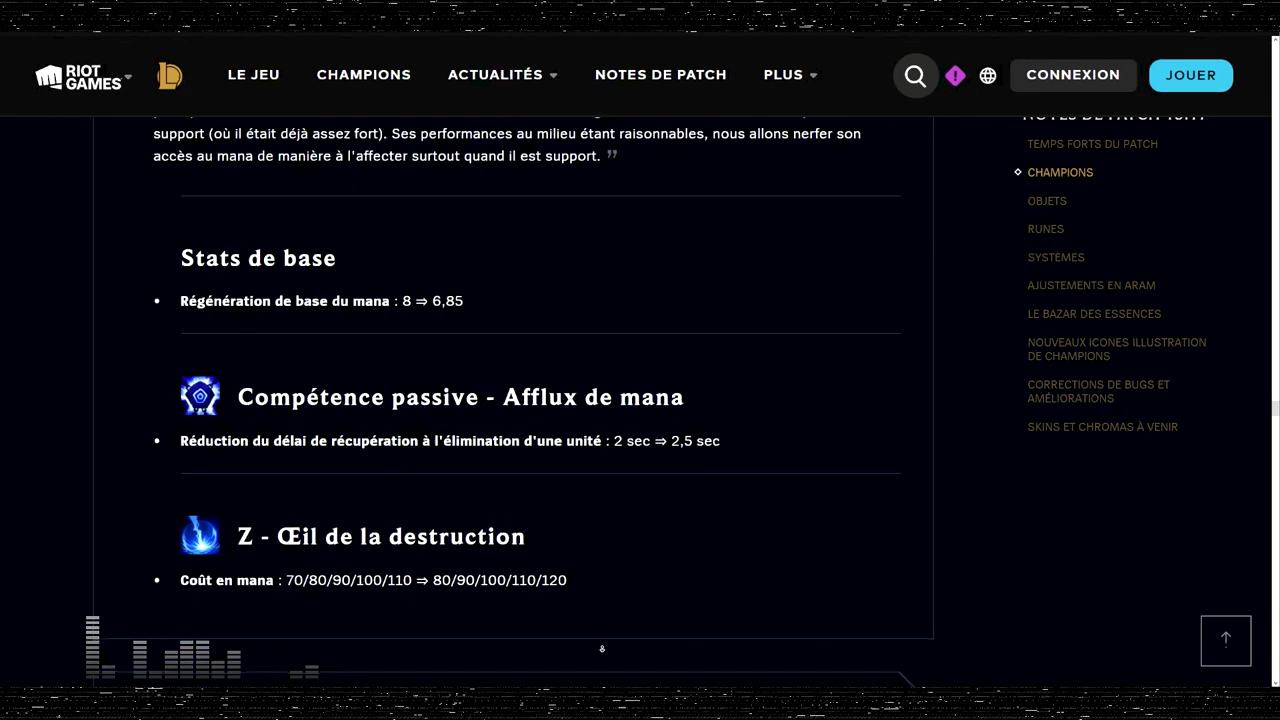 RIOT GAMES
LE JEU
CHAMPIONS
ACTUALITÉS
NOTES DE PATCH
PLUS
CONNEXION
JOUER
support (où il était déjà assez fort). Ses performances au milieu étant raisonnables, nous allons nerfer son
accès au mana de manière à l'affecter surtout quand il est support. ”
Stats de base
• Régénération de base du mana : 8 ⇒ 6,85
Compétence passive - Afflux de mana
• Réduction du délai de récupération à l'élimination d'une unité : 2 sec ⇒ 2,5 sec
Z - Œil de la destruction
• Coût en mana : 70/80/90/100/110 ⇒ 80/90/100/110/120
NOTES DE PATCH
TEMPS FORTS DU PATCH
CHAMPIONS
OBJETS
RUNES
SYSTÈMES
AJUSTEMENTS EN ARAM
LE BAZAR DES ESSENCES
NOUVEAUX ICONES ILLUSTRATION
DE CHAMPIONS
CORRECTIONS DE BUGS ET
AMÉLIORATIONS
SKINS ET CHROMAS À VENIR